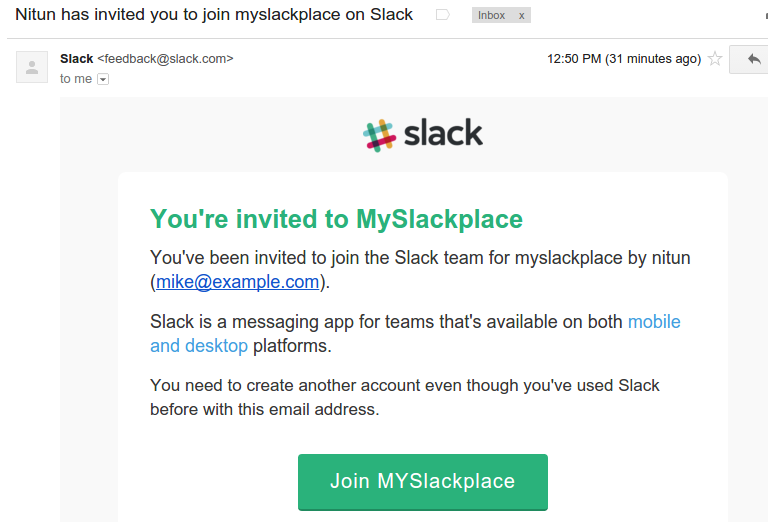 Nitun has invited you to join myslackplace on Slack Inbox x
Slack <feedback@slack.com> 12:50 PM (31 minutes ago)
to me
slack
You're invited to MySlackplace
You've been invited to join the Slack team for myslackplace by nitun
(mike@example.com).
Slack is a messaging app for teams that's available on both mobile
and desktop platforms.
You need to create another account even though you've used Slack
before with this email address.
Join MYSlackplace